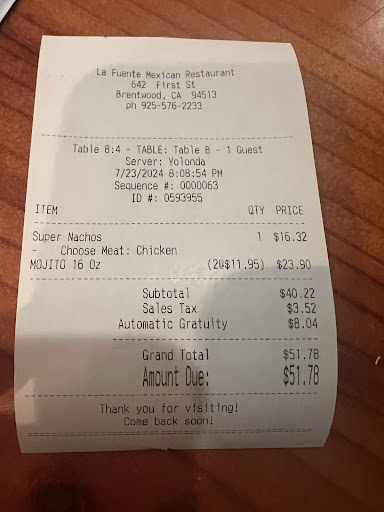 La Fuente Mexican Restaurant
642 First St
Brentwood, CA 94513
ph 925-576-2233
Table 8:4 - TABLE: Table 8 - 1 Guest
Server: Yolonda
7/23/2024 8:08:54 PM
Sequence #: 0000063
ID #: 0593955
ITEM QTY PRICE
Super Nachos 1 $16.32
- Choose Meat: Chicken
MOJITO 16 Oz (2@$11.95) $23.90
Subtotal $40.22
Sales Tax $3.52
Automatic Gratuity $8.04
Grand Total $51.78
Amount Due: $51.78
Thank you for visiting!
Come back soon!